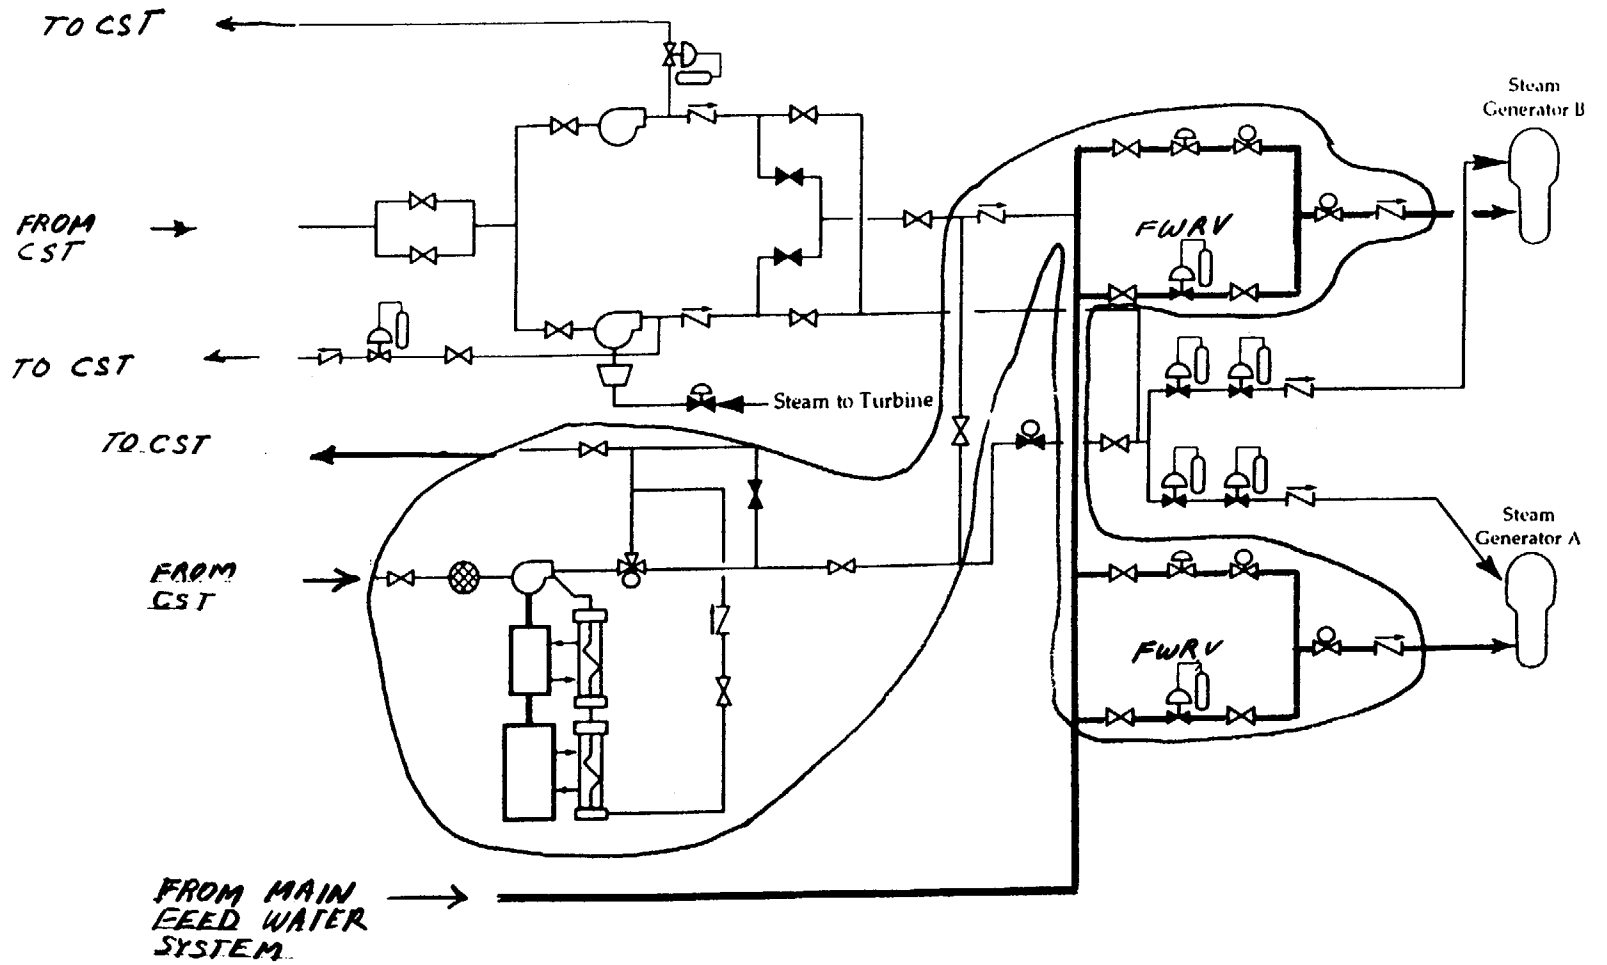 TO CST
Steam
Generator B
FROM
CST
FWRV
TO CST
Steam to Turbine
TO CST
Steam
Generator A
FROM
CST
FWRV
FROM MAIN
FEED WATER
SYSTEM